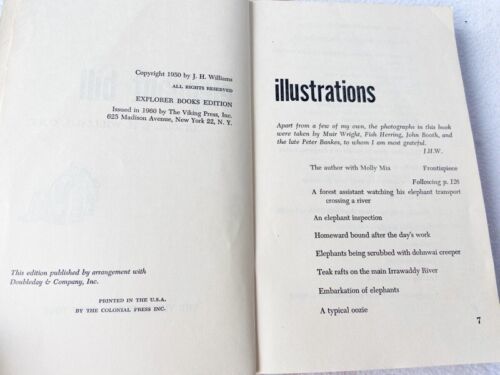 Copyright 1950 by J. H. Williams
ALL RIGHTS RESERVED
EXPLORER BOOKS EDITION
Issued in 1960 by The Viking Press, Inc.
625 Madison Avenue, New York 22, N. Y.
This edition published by arrangement with
Doubleday & Company, Inc.
PRINTED IN THE U.S.A.
BY THE COLONIAL PRESS INC.
illustrations
Apart from a few of my own, the photographs in this book
were taken by Muir Wright, Fish Herring, John Booth, and
the late Peter Bankes, to whom I am most grateful.
J.H.W.
The author with Molly Mia Frontispiece
Following p. 126
A forest assistant watching his elephant transport
crossing a river
An elephant inspection
Homeward bound after the day's work
Elephants being scrubbed with dohnwai creeper
Teak rafts on the main Irrawaddy River
Embarkation of elephants
A typical oozie
7